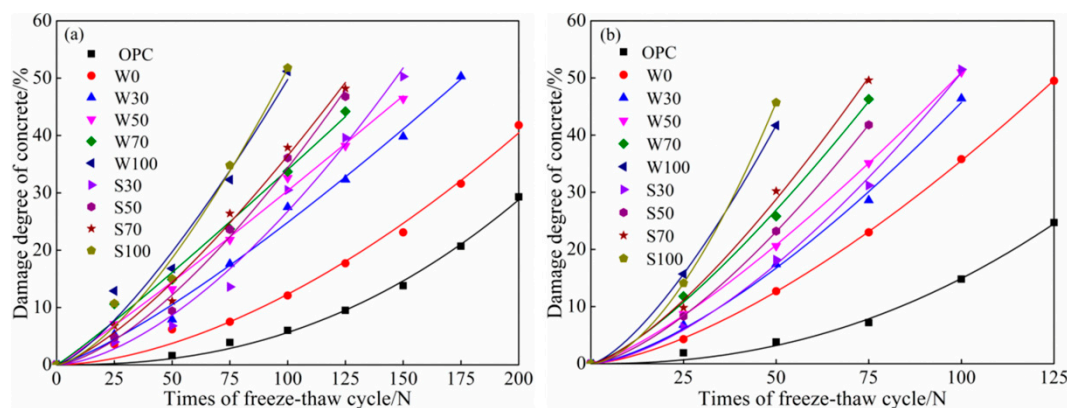 (a)
OPC
W0
W30
W50
W70
W100
S30
S50
S70
S100
Damage degree of concrete/%
60
50
40
30
20
10
0
0 25 50 75 100 125 150 175 200
Times of freeze-thaw cycle/N
(b)
OPC
W0
W30
W50
W70
W100
S30
S50
S70
S100
Damage degree of concrete/%
60
50
40
30
20
10
0
25 50 75 100 125
Times of freeze-thaw cycle/N